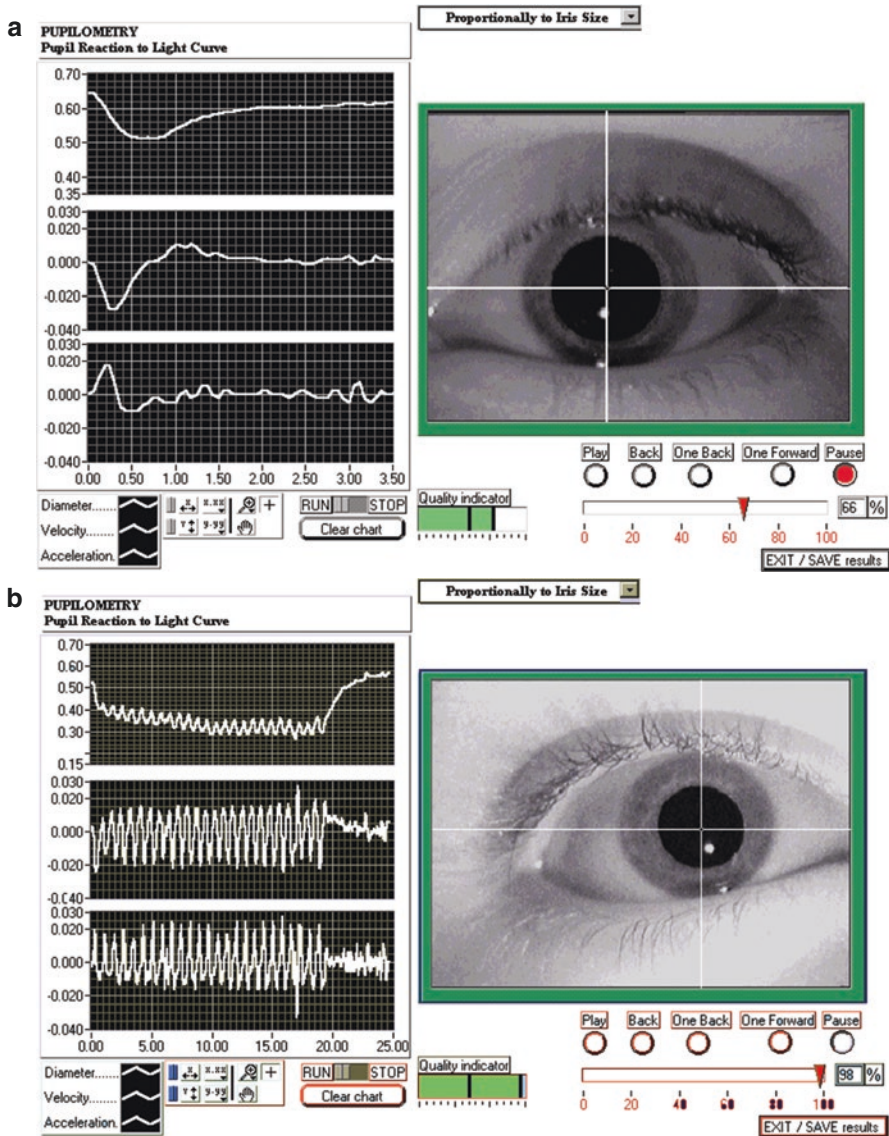 a
PUPILOMETRY
Pupil Reaction to Light Curve
Proportionally to Iris Size
0.70
0.60
0.50
0.40
0.35
0.030
0.000
-0.020
-0.040
0.030
0.020
0.000
-0.020
-0.040
0.00 0.50 1.00 1.50 2.00 2.50 3.00 3.50
Diameter......
Velocity.......
Acceleration.
RUN STOP
Clear chart
Quality indicator
Play Back One Back One Forward Pause
66 %
0 20 40 60 80 100
EXIT / SAVE results
b
PUPILOMETRY
Pupil Reaction to Light Curve
Proportionally to Iris Size
0.70
0.60
0.50
0.40
0.30
0.15
0.030
0.020
0.000
-0.020
-0.040
0.030
0.000
-0.020
-0.040
0.00 5.00 10.00 15.00 20.00 25.00
Diameter......
Velocity.......
Acceleration.
RUN STOP
Clear chart
Quality indicator
Play Back One Back One Forward Pause
98 %
0 20 40 60 80 100
EXIT / SAVE results